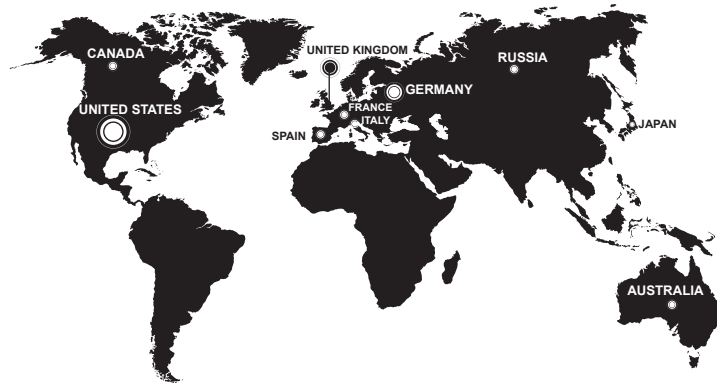 CANADA
UNITED KINGDOM
RUSSIA
GERMANY
UNITED STATES
FRANCE
ITALY
JAPAN
SPAIN
AUSTRALIA